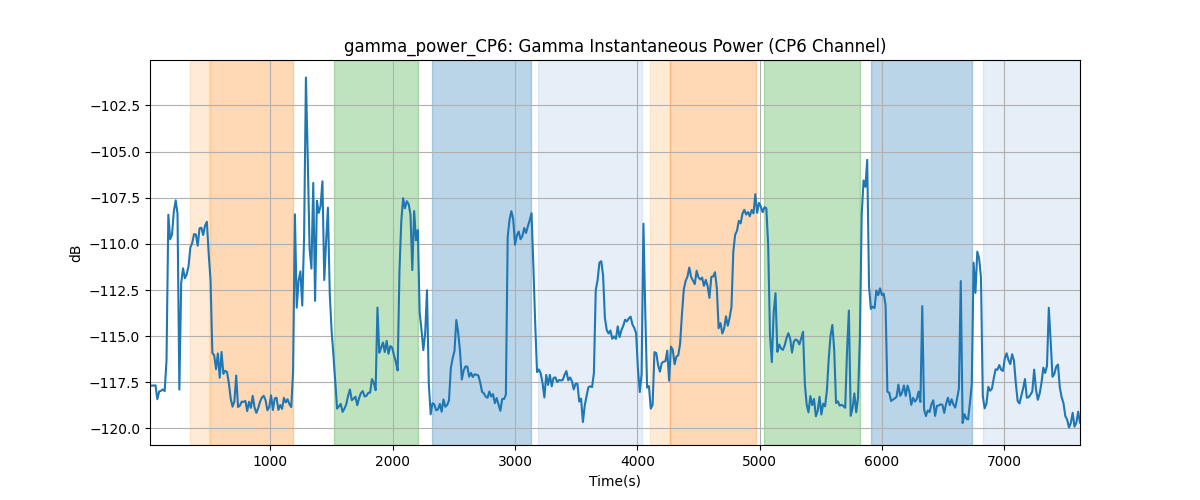 gamma_power_CP6: Gamma Instantaneous Power (CP6 Channel)
dB
−102.5
−105.0
−107.5
−110.0
−112.5
−115.0
−117.5
−120.0
1000 2000 3000 4000 5000 6000 7000
Time(s)